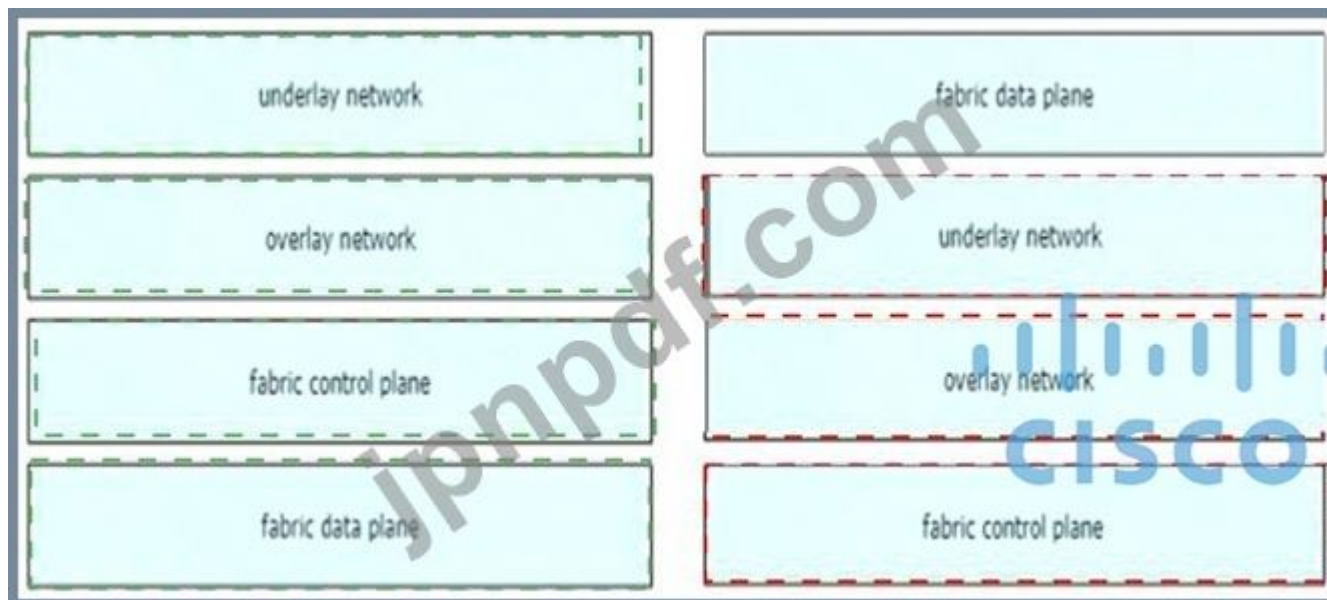 underlay network
fabric data plane
overlay network
underlay network
fabric control plane
overlay network
fabric data plane
fabric control plane
jpnpdf.com
CISCO